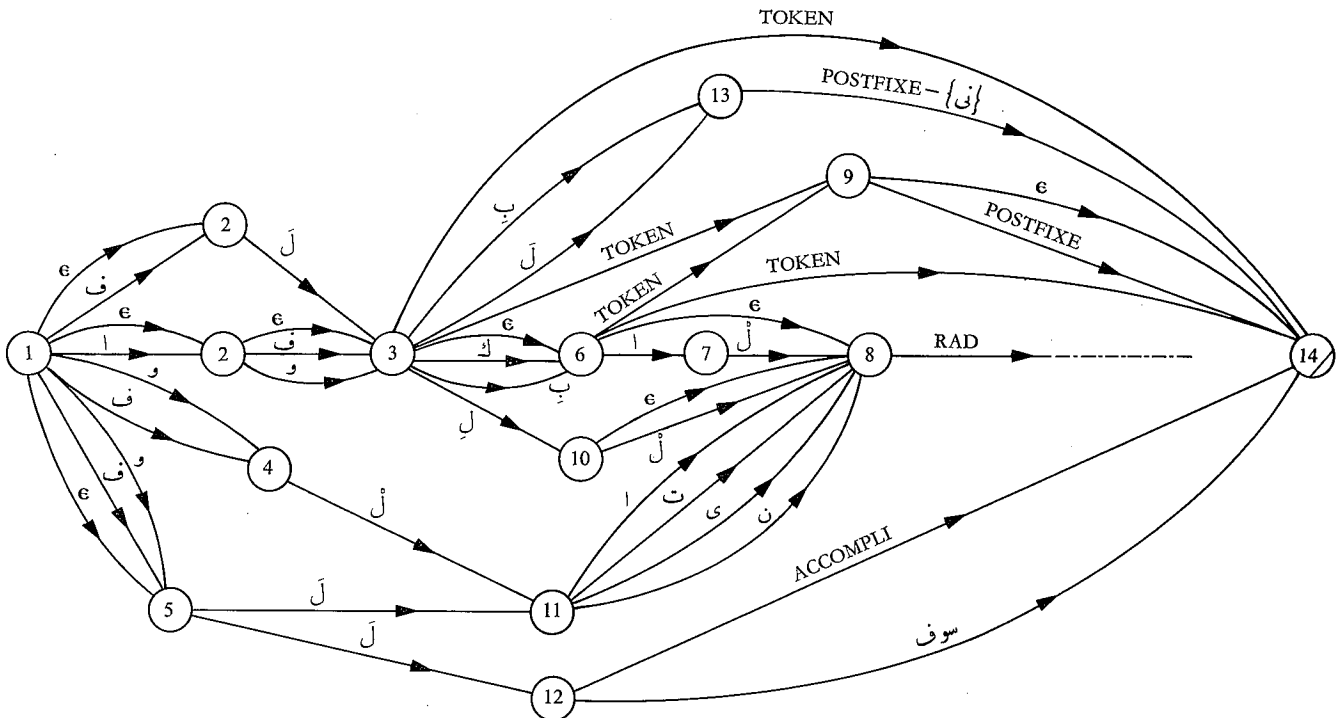 TOKEN
POSTFIXE – {نى}
13
9
ϵ
POSTFIXE
بِ
لَ
TOKEN
TOKEN
TOKEN
2
لَ
ϵ
ف
1
ϵ
ا
2
ϵ
ف
و
3
ϵ
ك
بِ
6
ϵ
ا
7
لْ
8
RAD
14
و
ف
4
لْ
لِ
10
ϵ
لْ
ϵ
ف
و
5
لَ
لَ
11
ا
ت
ى
ن
12
ACCOMPLI
سوف